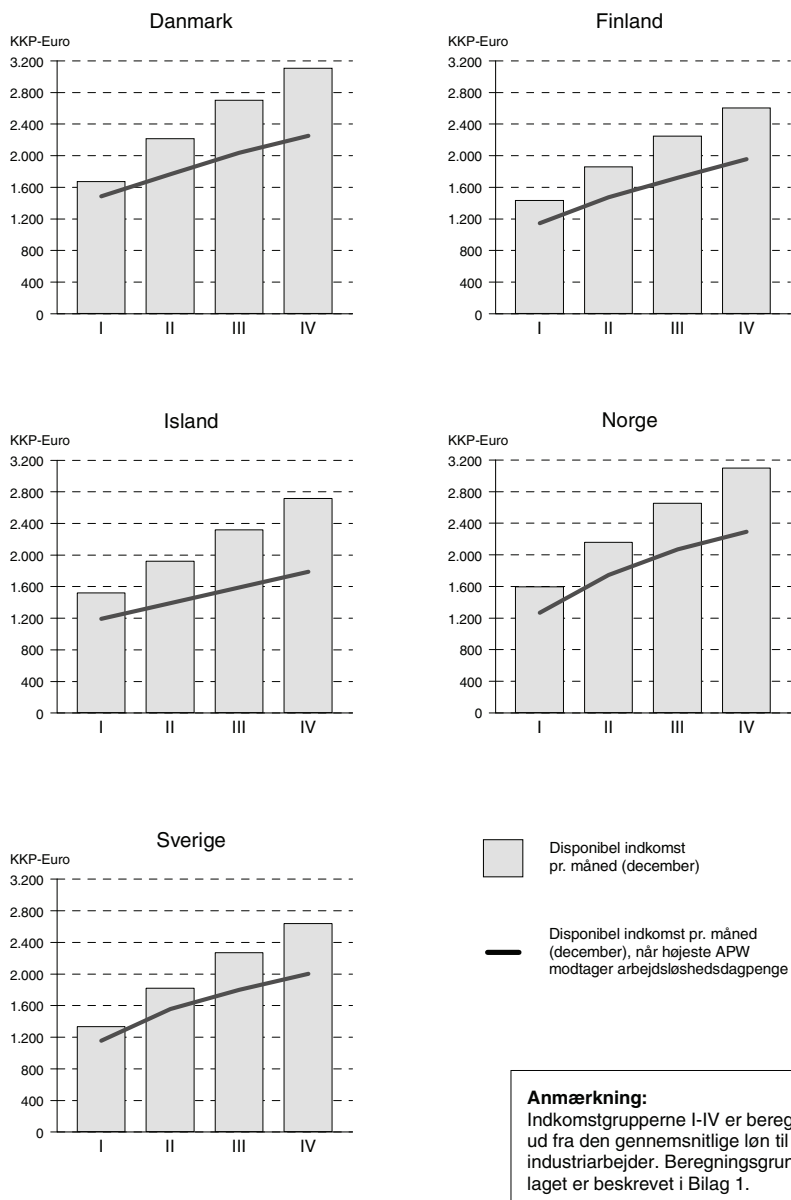 Danmark
KKP-Euro
3.200
2.800
2.400
2.000
1.600
1.200
800
400
0
I II III IV
Finland
KKP-Euro
3.200
2.800
2.400
2.000
1.600
1.200
800
400
0
I II III IV
Island
KKP-Euro
3.200
2.800
2.400
2.000
1.600
1.200
800
400
0
I II III IV
Norge
KKP-Euro
3.200
2.800
2.400
2.000
1.600
1.200
800
400
0
I II III IV
Sverige
KKP-Euro
3.200
2.800
2.400
2.000
1.600
1.200
800
400
0
I II III IV
Disponibel indkomst
pr. måned (december)
Disponibel indkomst pr. måned
(december), når højeste APW
modtager arbejdsløshedsdagpenge
Anmærkning:
Indkomstgrupperne I-IV er
ud fra den gennemsnitlige løn til
industriarbejder.
laget er beskrevet i Bilag 1.